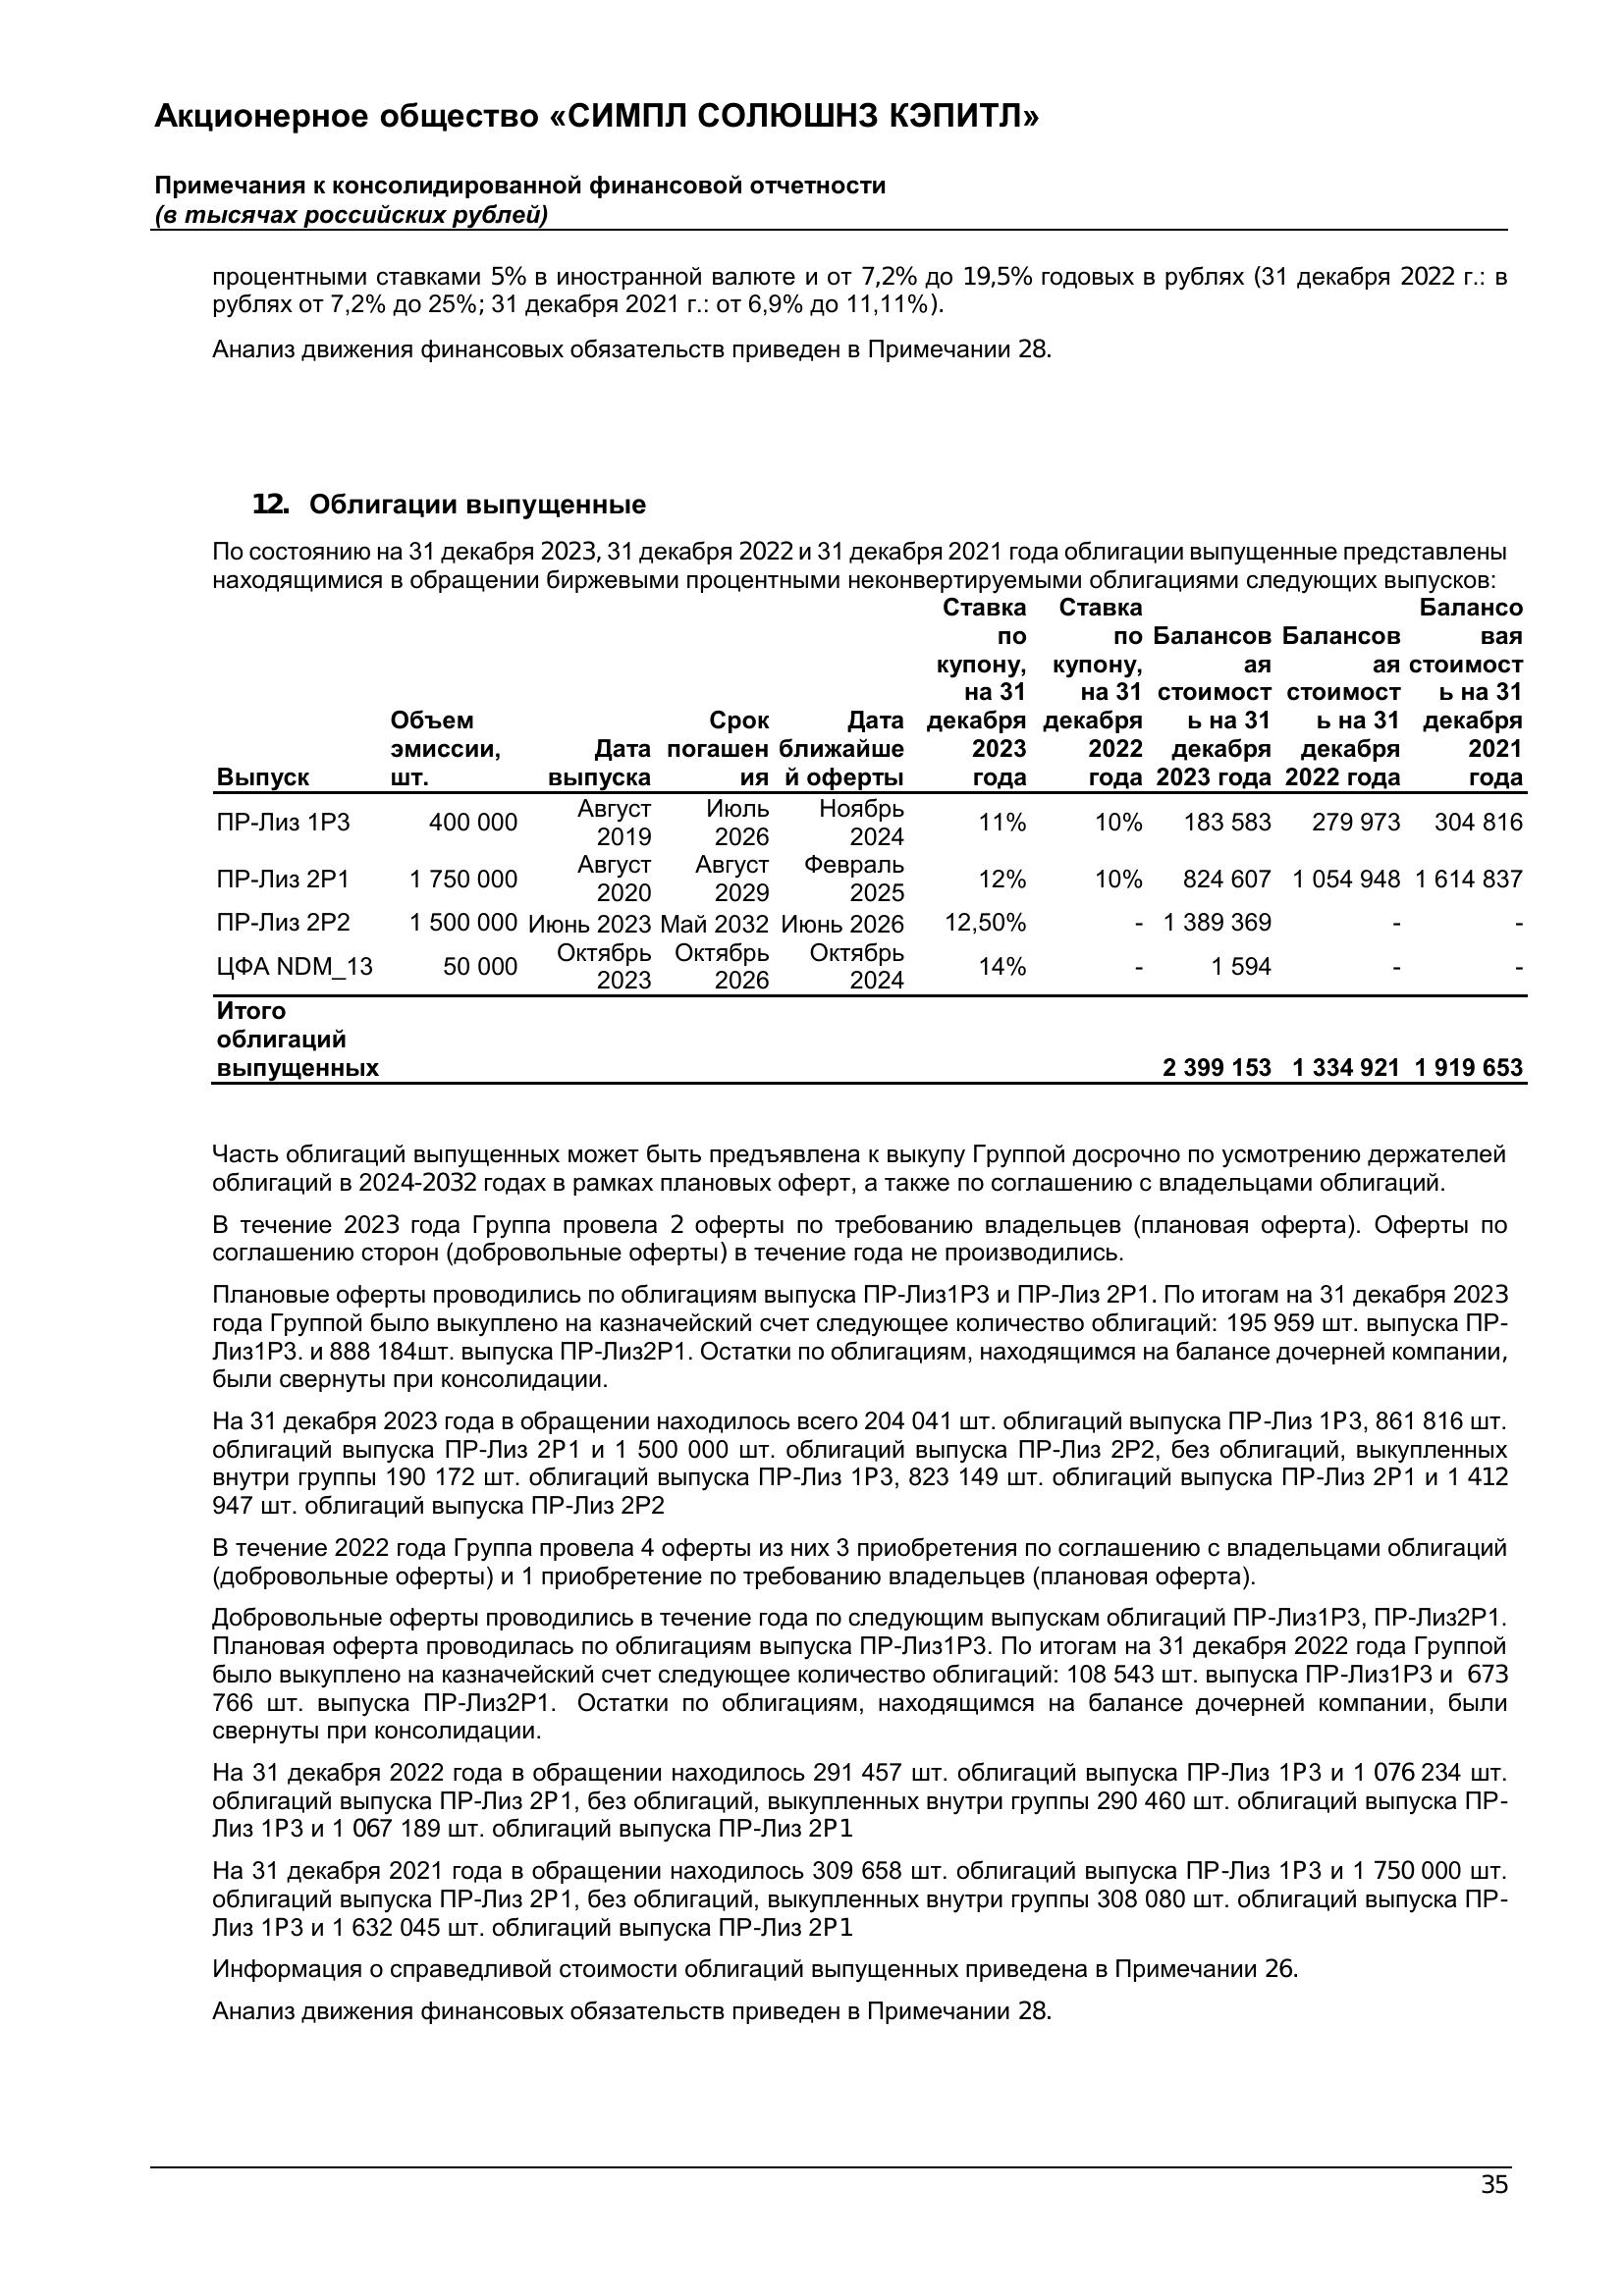 Акционерное общество «СИМПЛ СОЛЮШНЗ КЭПИТЛ»
Примечания к консолидированной финансовой отчетности
(в тысячах российских рублей)
процентными ставками 5% в иностранной валюте и от 7,2% до 19,5% годовых в рублях (31 декабря 2022 г.: в
рублях от 7,2% до 25%; 31 декабря 2021 г.: от 6,9% до 11,11%).
Анализ движения финансовых обязательств приведен в Примечании 28.
12. Облигации выпущенные
По состоянию на 31 декабря 2023, 31 декабря 2022 и 31 декабря 2021 года облигации выпущенные представлены
находящимися в обращении биржевыми процентными неконвертируемыми облигациями следующих выпусков:
Ставка Ставка Балансо
по по Балансов Балансов вая
купону, купону, ая ая стоимост
на 31 на 31 стоимост стоимост ь на 31
Объем Срок Дата декабря декабря ь на 31 ь на 31 декабря
эмиссии, Дата погашен ближайше 2023 2022 декабря декабря 2021
Выпуск шт. выпуска ия й оферты года года 2023 года 2022 года года
Август Июль Ноябрь
ПР-Лиз 1Р3 400 000 11% 10% 183 583 279 973 304 816
2019 2026 2024
Август Август Февраль
ПР-Лиз 2Р1 1 750 000 12% 10% 824 607 1 054 948 1 614 837
2020 2029 2025
ПР-Лиз 2Р2 1 500 000 Июнь 2023 Май 2032 Июнь 2026 12,50% - 1 389 369 - -
Октябрь Октябрь Октябрь
ЦФА NDM_13 50 000 14% - 1 594 - -
2023 2026 2024
Итого
облигаций
выпущенных 2 399 153 1 334 921 1 919 653
Часть облигаций выпущенных может быть предъявлена к выкупу Группой досрочно по усмотрению держателей
облигаций в 2024-2032 годах в рамках плановых оферт, а также по соглашению с владельцами облигаций.
В течение 2023 года Группа провела 2 оферты по требованию владельцев (плановая оферта). Оферты по
соглашению сторон (добровольные оферты) в течение года не производились.
Плановые оферты проводились по облигациям выпуска ПР-Лиз1Р3 и ПР-Лиз 2Р1. По итогам на 31 декабря 2023
года Группой было выкуплено на казначейский счет следующее количество облигаций: 195 959 шт. выпуска ПР-
Лиз1Р3. и 888 184шт. выпуска ПР-Лиз2Р1. Остатки по облигациям, находящимся на балансе дочерней компании,
были свернуты при консолидации.
На 31 декабря 2023 года в обращении находилось всего 204 041 шт. облигаций выпуска ПР-Лиз 1Р3, 861 816 шт.
облигаций выпуска ПР-Лиз 2Р1 и 1 500 000 шт. облигаций выпуска ПР-Лиз 2Р2, без облигаций, выкупленных
внутри группы 190 172 шт. облигаций выпуска ПР-Лиз 1Р3, 823 149 шт. облигаций выпуска ПР-Лиз 2Р1 и 1 412
947 шт. облигаций выпуска ПР-Лиз 2Р2
В течение 2022 года Группа провела 4 оферты из них 3 приобретения по соглашению с владельцами облигаций
(добровольные оферты) и 1 приобретение по требованию владельцев (плановая оферта).
Добровольные оферты проводились в течение года по следующим выпускам облигаций ПР-Лиз1Р3, ПР-Лиз2Р1.
Плановая оферта проводилась по облигациям выпуска ПР-Лиз1Р3. По итогам на 31 декабря 2022 года Группой
было выкуплено на казначейский счет следующее количество облигаций: 108 543 шт. выпуска ПР-Лиз1Р3 и 673
766 шт. выпуска ПР-Лиз2Р1. Остатки по облигациям, находящимся на балансе дочерней компании, были
свернуты при консолидации.
На 31 декабря 2022 года в обращении находилось 291 457 шт. облигаций выпуска ПР-Лиз 1Р3 и 1 076 234 шт.
облигаций выпуска ПР-Лиз 2Р1, без облигаций, выкупленных внутри группы 290 460 шт. облигаций выпуска ПР-
Лиз 1Р3 и 1 067 189 шт. облигаций выпуска ПР-Лиз 2Р1
На 31 декабря 2021 года в обращении находилось 309 658 шт. облигаций выпуска ПР-Лиз 1Р3 и 1 750 000 шт.
облигаций выпуска ПР-Лиз 2Р1, без облигаций, выкупленных внутри группы 308 080 шт. облигаций выпуска ПР-
Лиз 1Р3 и 1 632 045 шт. облигаций выпуска ПР-Лиз 2Р1
Информация о справедливой стоимости облигаций выпущенных приведена в Примечании 26.
Анализ движения финансовых обязательств приведен в Примечании 28.
35